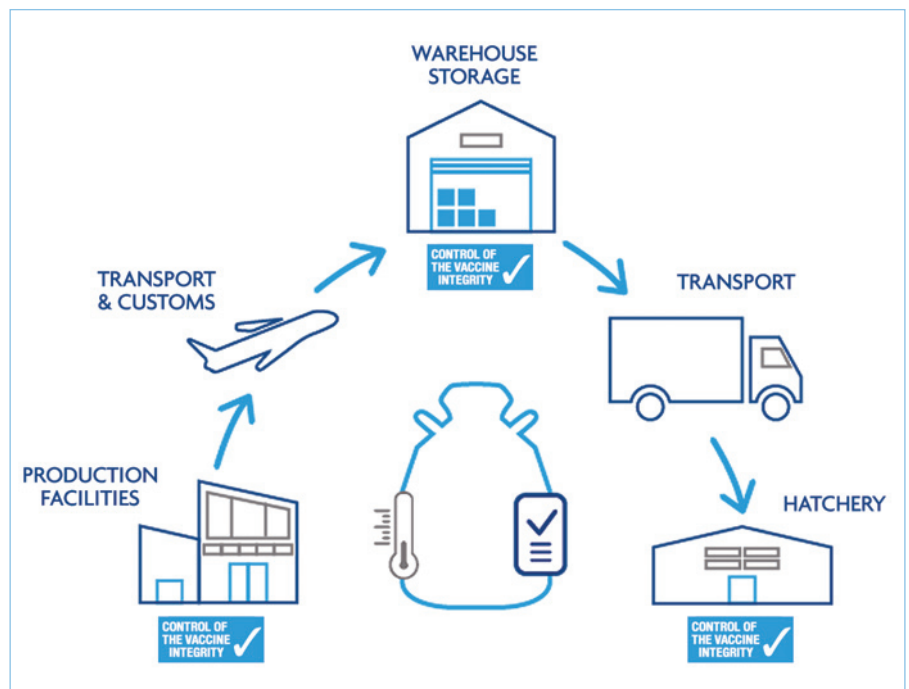 WAREHOUSE
STORAGE
CONTROL OF
THE VACCINE
INTEGRITY
TRANSPORT
& CUSTOMS
TRANSPORT
PRODUCTION
FACILITIES
HATCHERY
CONTROL OF
THE VACCINE
INTEGRITY
CONTROL OF
THE VACCINE
INTEGRITY